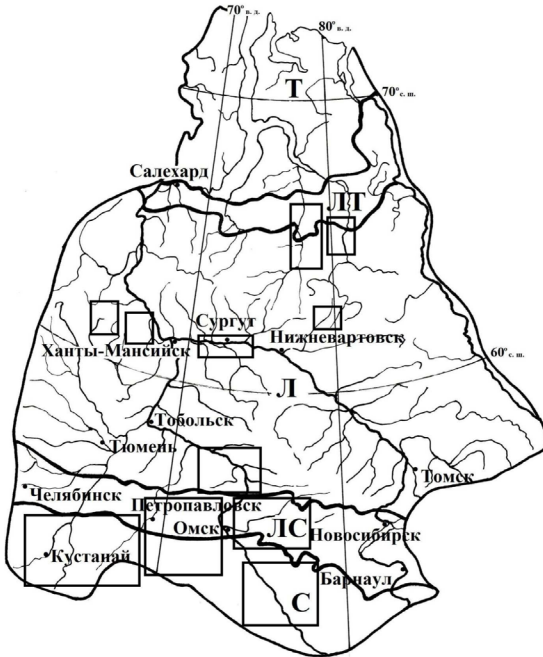 70° в. д.
80° в. д.
70° с. ш.
Т
Салехард
ЛТ
Сургут
Ханты-Мансийск
Нижневартовск
60° с. ш.
Л
Тобольск
Тюмень
Томск
Челябинск
Петропавловск
Омск
ЛС
Новосибирск
Кустанай
Барнаул
С